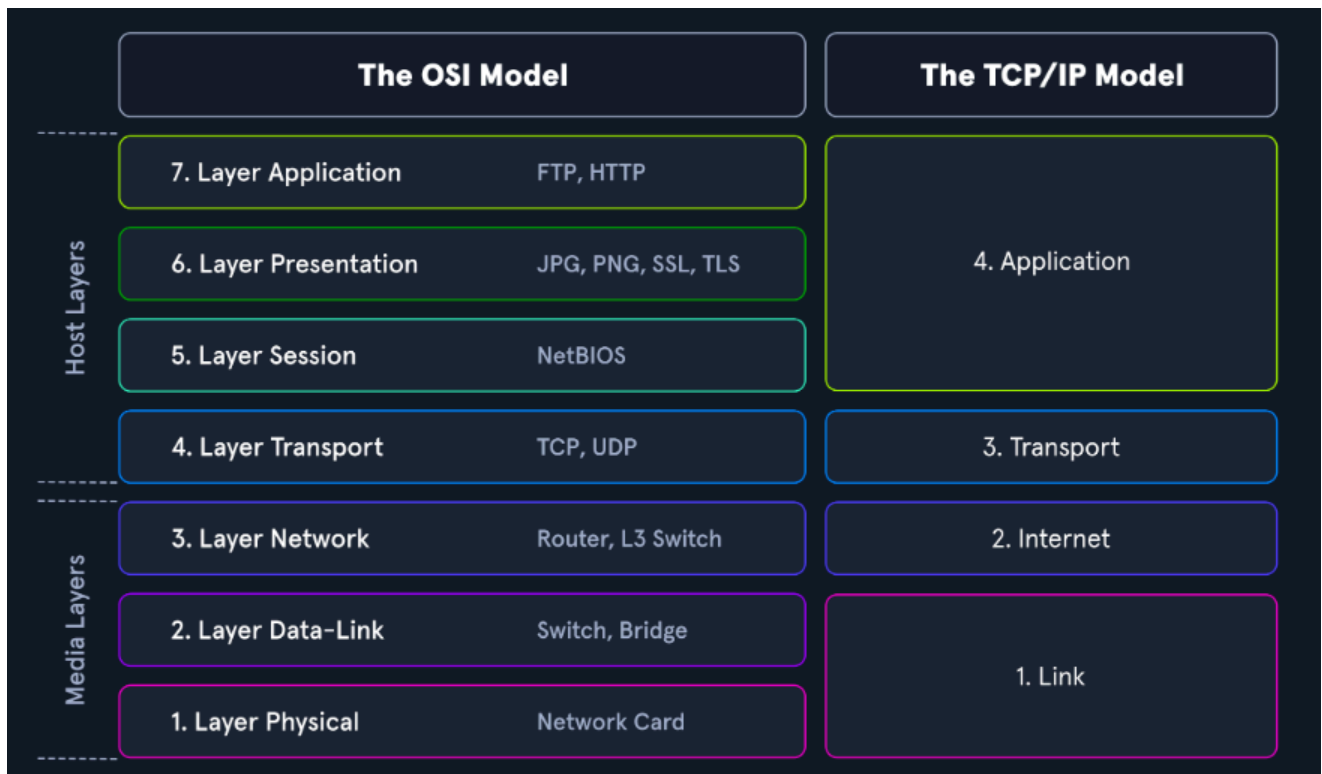 The OSI Model
The TCP/IP Model
Host Layers
7. Layer Application
FTP, HTTP
4. Application
6. Layer Presentation
JPG, PNG, SSL, TLS
5. Layer Session
NetBIOS
4. Layer Transport
TCP, UDP
3. Transport
Media Layers
3. Layer Network
Router, L3 Switch
2. Internet
2. Layer Data-Link
Switch, Bridge
1. Link
1. Layer Physical
Network Card